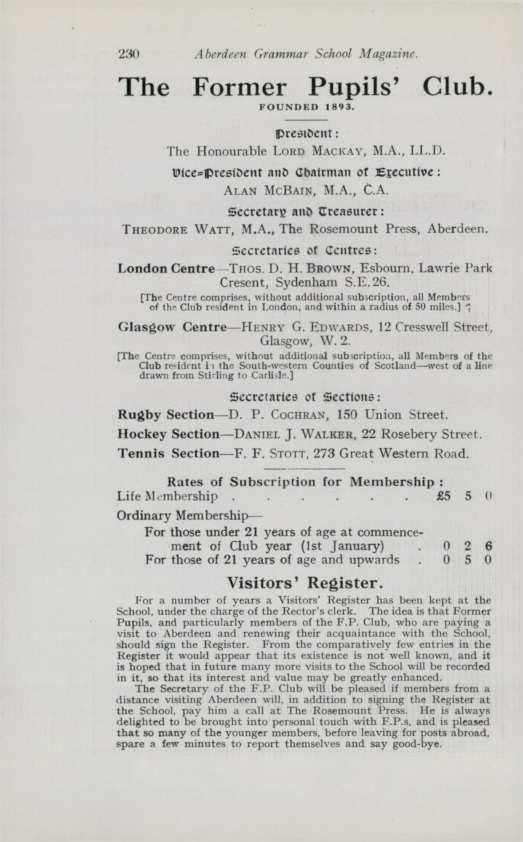 230 Aberdeen Grammar School Magazine.
The Former Pupils' Club.
FOUNDED 1893.
President:
The Honourable LORD MACKAY, M.A., LL.D.
Vice=President and Chairman of Executive:
ALAN MCBAIN, M.A., C.A.
Secretary and Treasurer:
THEODORE WATT, M.A., The Rosemount Press, Aberdeen.
Secretaries of Centres:
London Centre—THOS. D. H. BROWN, Esbourn, Lawrie Park
Cresent, Sydenham S.E.26.
[The Centre comprises, without additional subscription, all Members
of the Club resident in London, and within a radius of 50 miles.]
Glasgow Centre—HENRY G. EDWARDS, 12 Cresswell Street,
Glasgow, W. 2.
[The Centre comprises, without additional subscription, all Members of the
Club resident in the South-western Counties of Scotland—west of a line
drawn from Stirling to Carlisle.]
Secretaries of Sections:
Rugby Section—D. P. COCHRAN, 150 Union Street.
Hockey Section—DANIEL J. WALKER, 22 Rosebery Street.
Tennis Section—F. F. STOTT, 273 Great Western Road.
Rates of Subscription for Membership:
Life Membership . . . . . . £5 5 0
Ordinary Membership—
For those under 21 years of age at commence-
ment of Club year (1st January) . 0 2 6
For those of 21 years of age and upwards . 0 5 0
Visitors' Register.
For a number of years a Visitors' Register has been kept at the
School, under the charge of the Rector's clerk. The idea is that Former
Pupils, and particularly members of the F.P. Club, who are paying a
visit to Aberdeen and renewing their acquaintance with the School,
should sign the Register. From the comparatively few entries in the
Register it would appear that its existence is not well known, and it
is hoped that in future many more visits to the School will be recorded
in it, so that its interest and value may be greatly enhanced.
The Secretary of the F.P. Club will be pleased if members from a
distance visiting Aberdeen will, in addition to signing the Register at
the School, pay him a call at The Rosemount Press. He is always
delighted to be brought into personal touch with F.P.s, and is pleased
that so many of the younger members, before leaving for posts abroad,
spare a few minutes to report themselves and say good-bye.